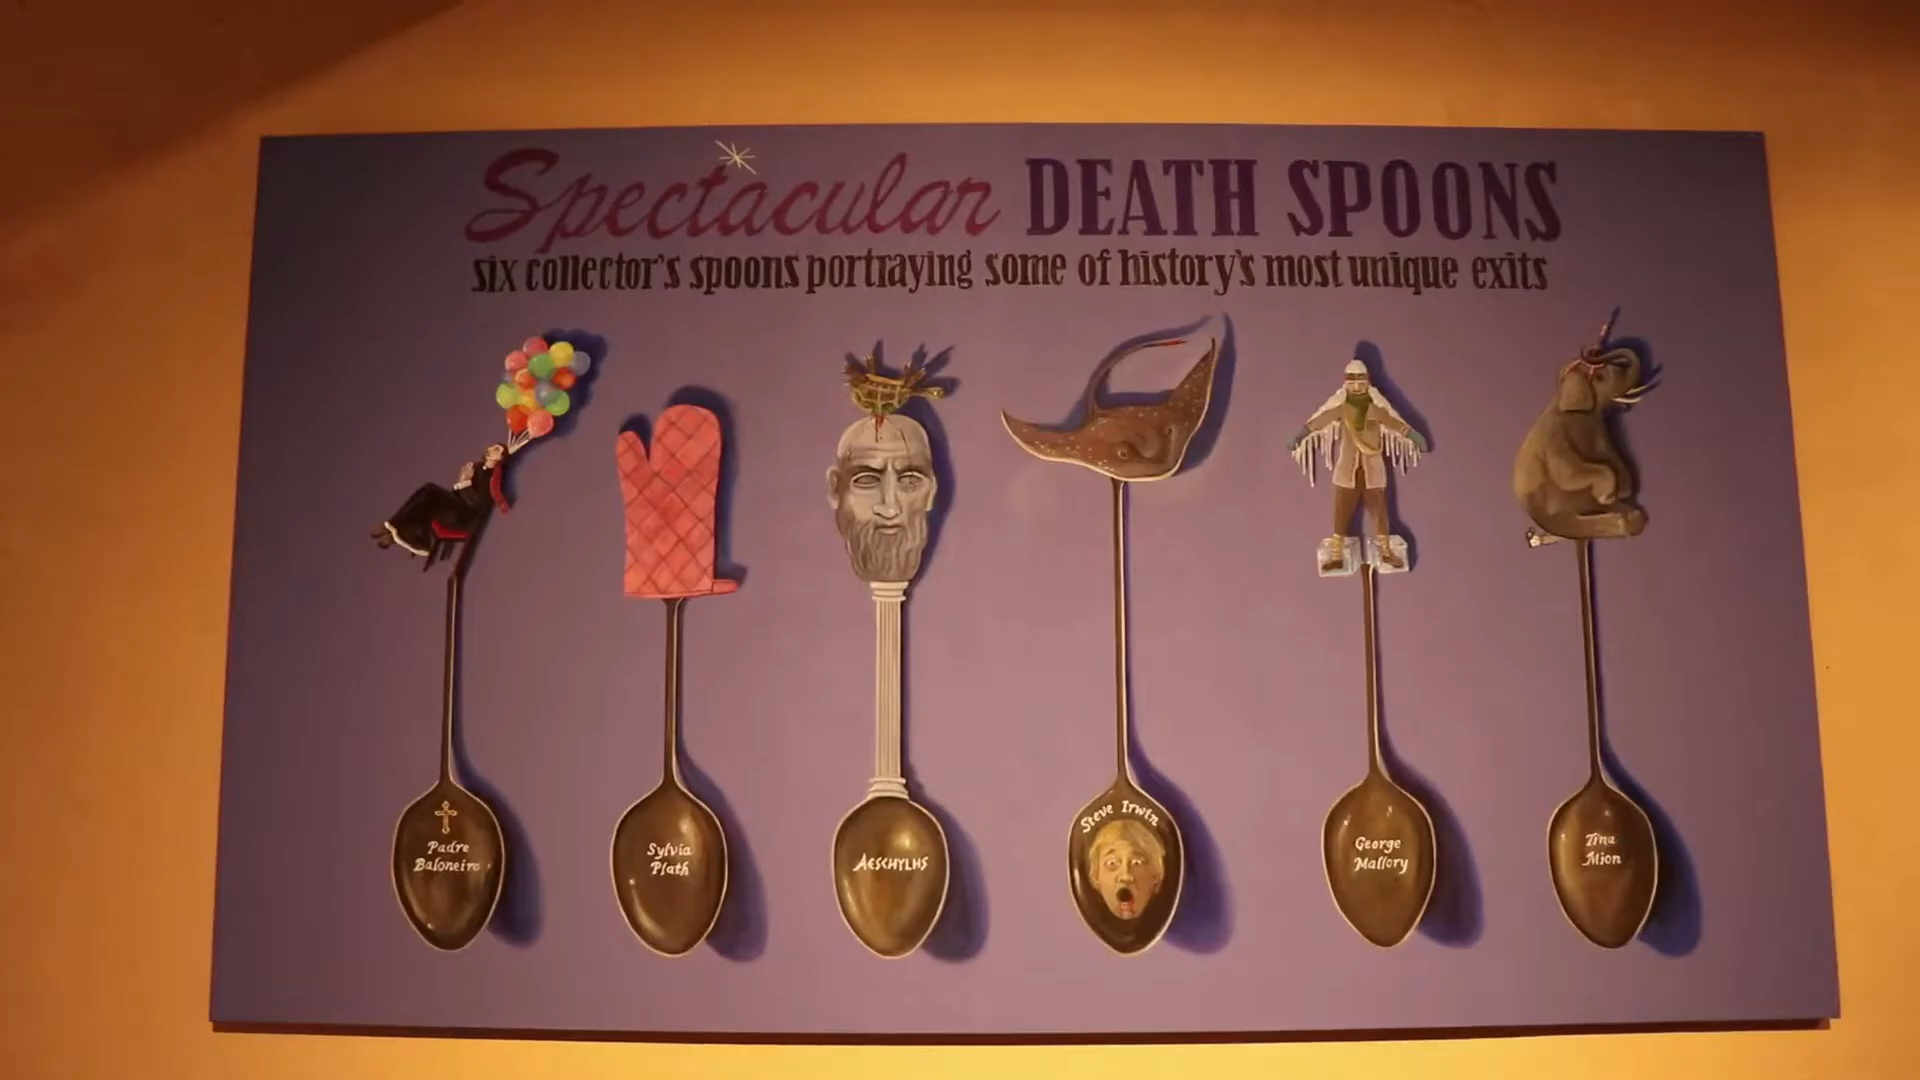 Spectacular DEATH SPOONS
six collector's spoons portraying some of history's most unique exits
Padre
Baloneiro
Sylvia
Plath
AESCHYLUS
Steve Irwin
George
Mallory
Tina
Mion